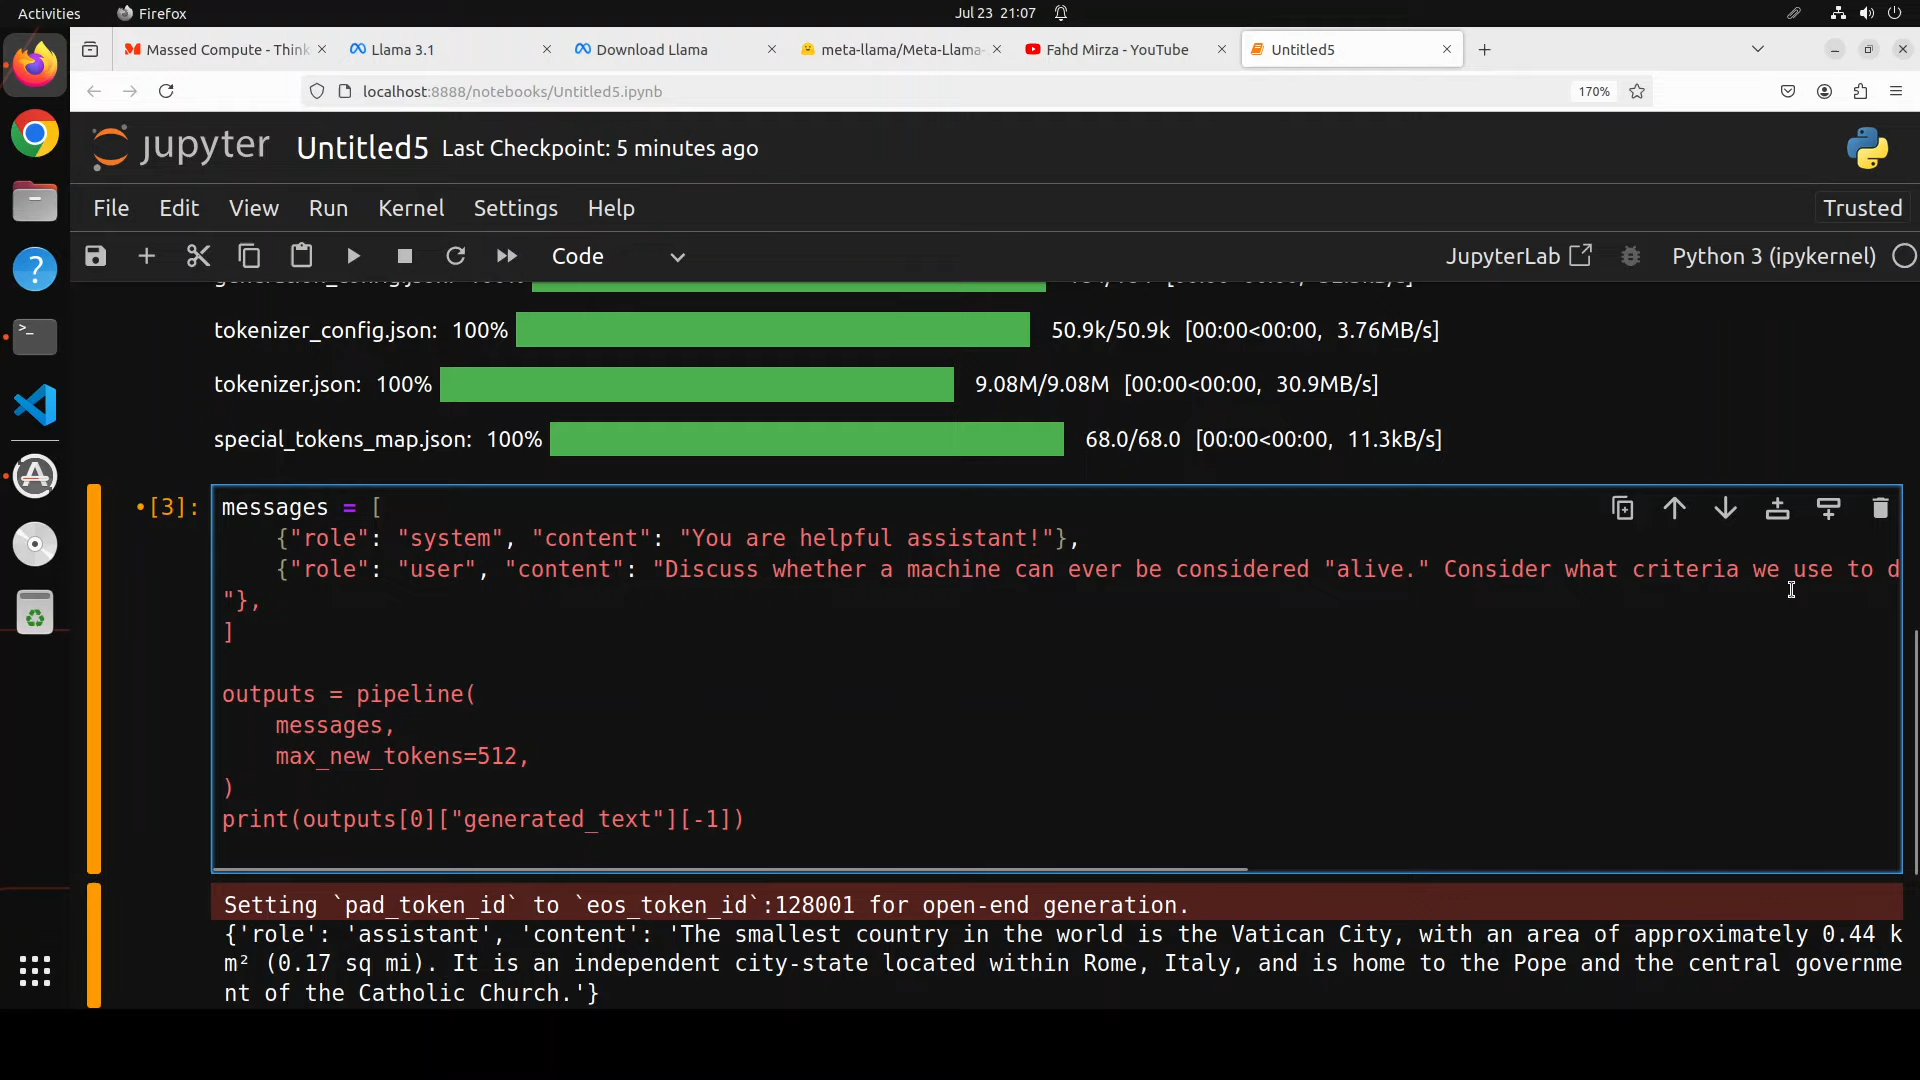 Activities Firefox Jul 23 21:07
Massed Compute - Think Llama 3.1 Download Llama meta-llama/Meta-Llama- Fahd Mirza - YouTube Untitled5
localhost:8888/notebooks/Untitled5.ipynb 170%
jupyter Untitled5 Last Checkpoint: 5 minutes ago
File Edit View Run Kernel Settings Help Trusted
Code JupyterLab Python 3 (ipykernel)
tokenizer_config.json: 100% 50.9k/50.9k [00:00<00:00, 3.76MB/s]
tokenizer.json: 100% 9.08M/9.08M [00:00<00:00, 30.9MB/s]
special_tokens_map.json: 100% 68.0/68.0 [00:00<00:00, 11.3kB/s]
[3]: messages = [
{"role": "system", "content": "You are helpful assistant!"},
{"role": "user", "content": "Discuss whether a machine can ever be considered "alive." Consider what criteria we use to d
"},
]
outputs = pipeline(
messages,
max_new_tokens=512,
)
print(outputs[0]["generated_text"][-1])
Setting `pad_token_id` to `eos_token_id`:128001 for open-end generation.
{'role': 'assistant', 'content': 'The smallest country in the world is the Vatican City, with an area of approximately 0.44 k
m² (0.17 sq mi). It is an independent city-state located within Rome, Italy, and is home to the Pope and the central governme
nt of the Catholic Church.'}